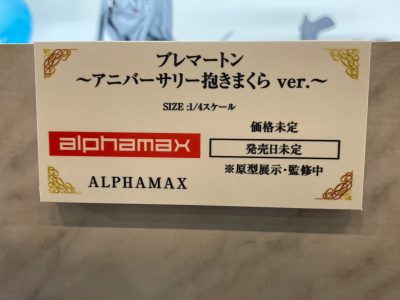 ブレマートン
～アニバーサリー抱きまくら ver.～
SIZE :1/4スケール
価格未定
alphamax
発売日未定
※原型展示・監修中
ALPHAMAX